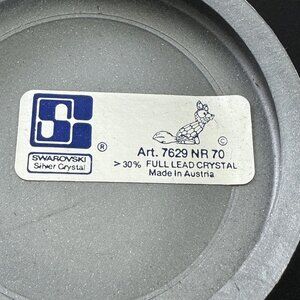 S
SWAROVSKI
Silver Crystal
®
©
Art. 7629 NR 70
> 30% FULL LEAD CRYSTAL
Made in Austria